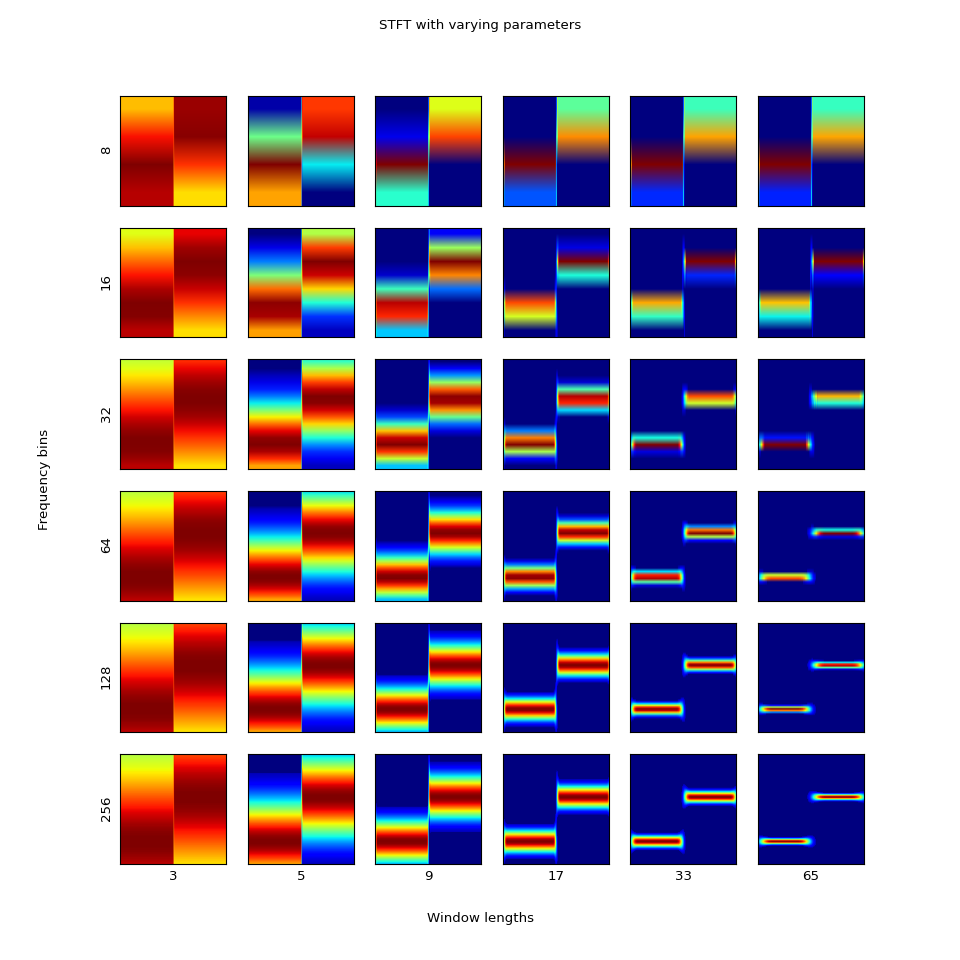 STFT with varying parameters
8
16
32
64
128
256
Frequency bins
3 5 9 17 33 65
Window lengths